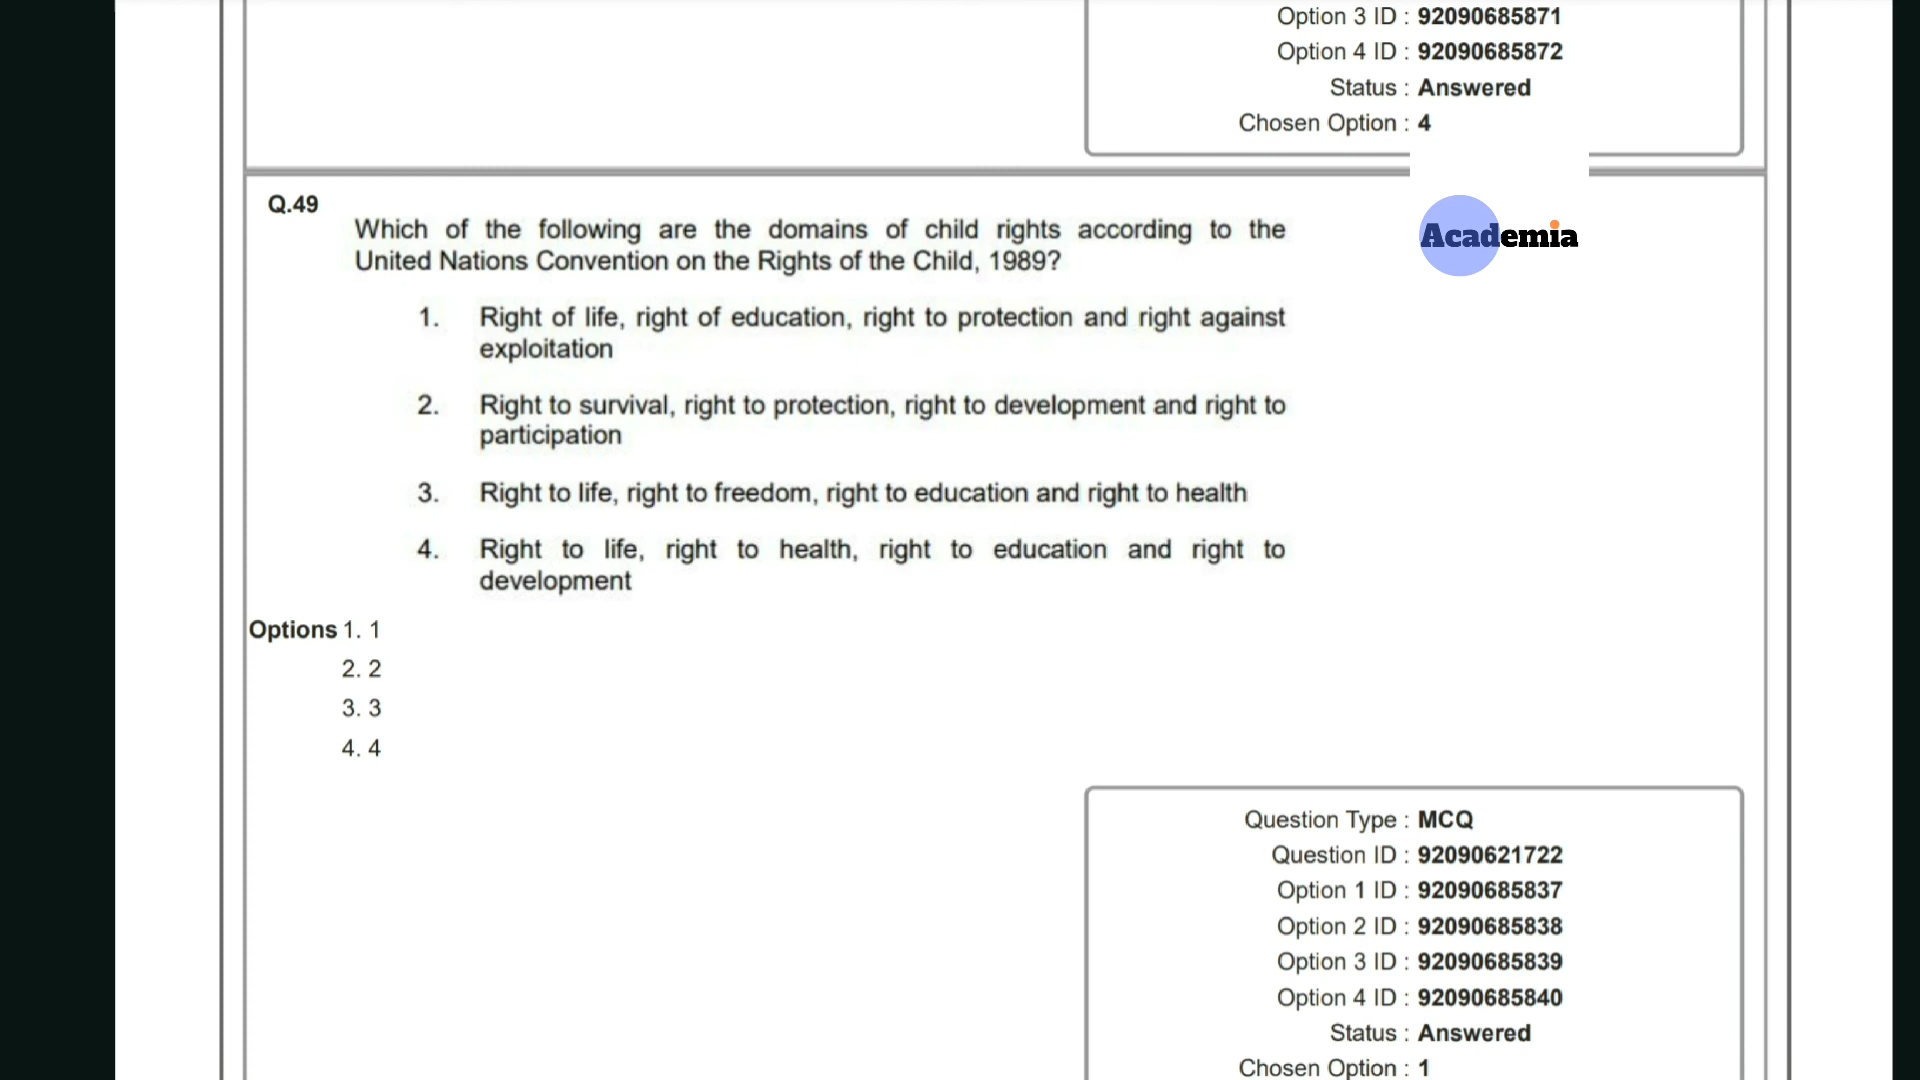 Option 3 ID : 92090685871
Option 4 ID : 92090685872
Status : Answered
Chosen Option : 4
Academia
Q.49
Which of the following are the domains of child rights according to the
United Nations Convention on the Rights of the Child, 1989?
1. Right of life, right of education, right to protection and right against
exploitation
2. Right to survival, right to protection, right to development and right to
participation
3. Right to life, right to freedom, right to education and right to health
4. Right to life, right to health, right to education and right to
development
Options 1. 1
2. 2
3. 3
4. 4
Question Type : MCQ
Question ID : 92090621722
Option 1 ID : 92090685837
Option 2 ID : 92090685838
Option 3 ID : 92090685839
Option 4 ID : 92090685840
Status : Answered
Chosen Option : 1